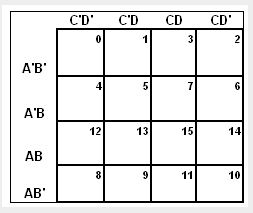 C'D' C'D CD CD'
0 1 3 2
A'B'
4 5 7 6
A'B
12 13 15 14
AB
8 9 11 10
AB'